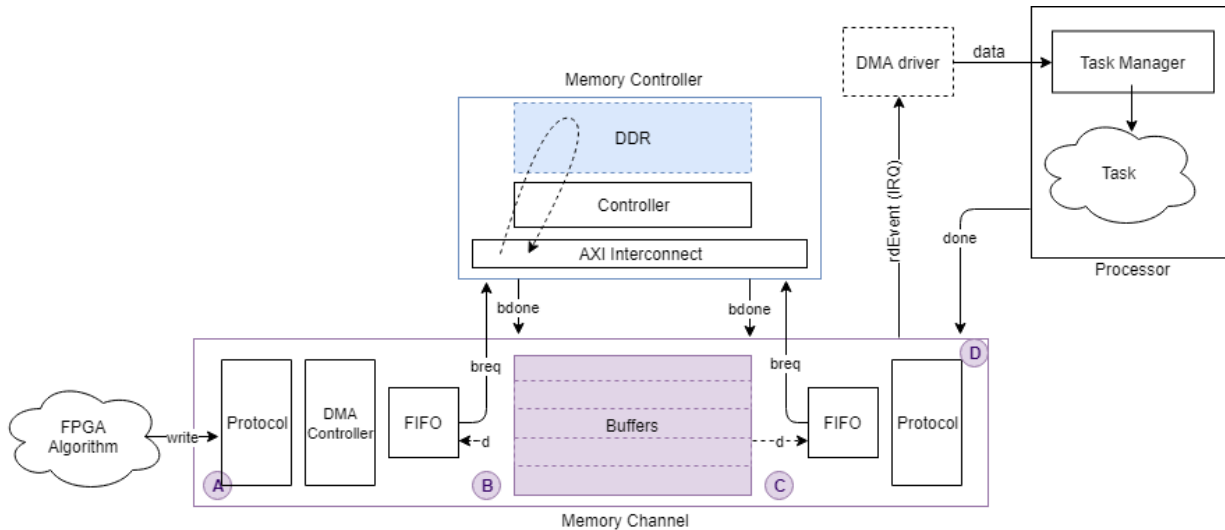 DMA driver
data
Task Manager
Memory Controller
DDR
Task
Controller
rdEvent (IRQ)
done
AXI Interconnect
Processor
bdone
bdone
D
breq
breq
FPGA
Algorithm
write
Protocol
DMA
Controller
FIFO
d
Buffers
d
FIFO
Protocol
A
B
C
Memory Channel